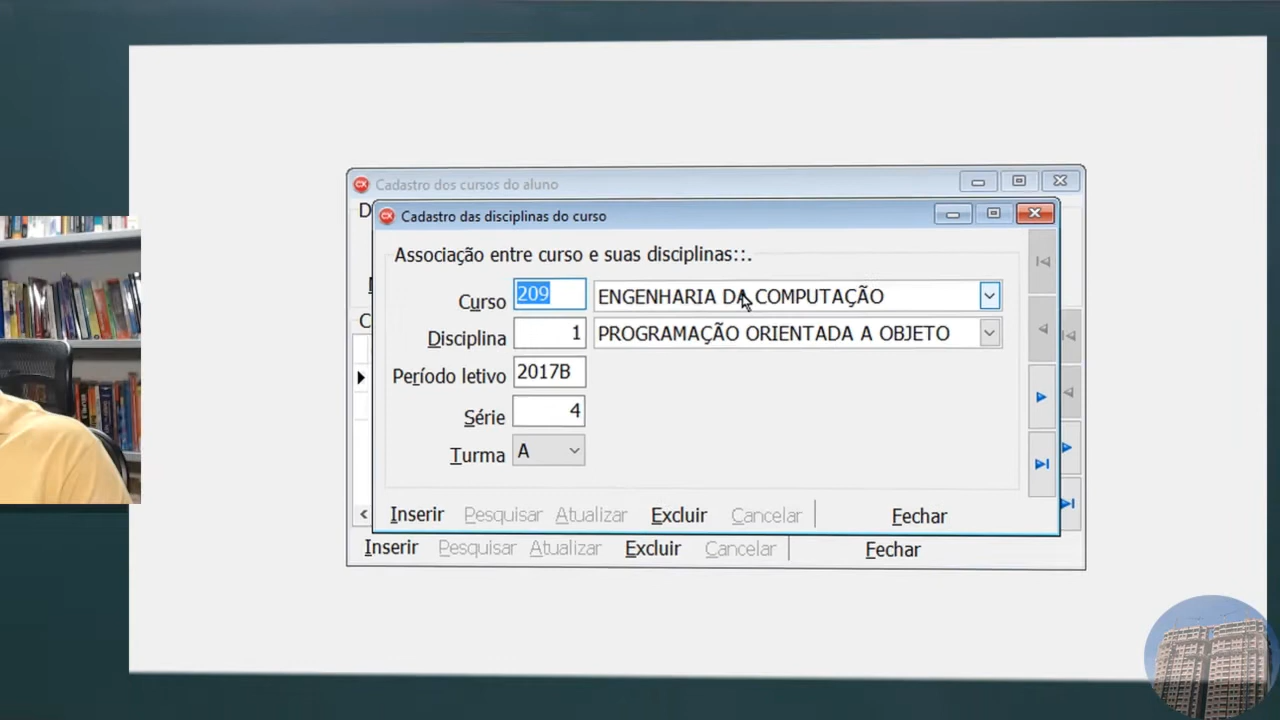 Cadastro dos cursos do aluno
D
Cadastro das disciplinas do curso
Associação entre curso e suas disciplinas::.
Curso 209 ENGENHARIA DA COMPUTAÇÃO
C
Disciplina 1 PROGRAMAÇÃO ORIENTADA A OBJETO
Período letivo 2017B
Série 4
Turma A
Inserir Pesquisar Atualizar Excluir Cancelar Fechar
Inserir Pesquisar Atualizar Excluir Cancelar Fechar